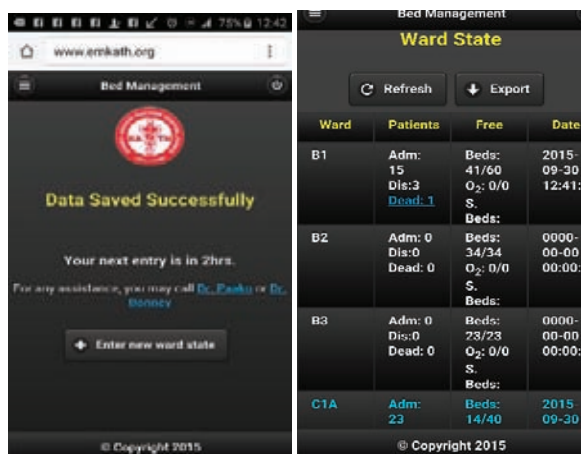 75% 12:42
www.emkath.org
Bed Management
Data Saved Successfully
Your next entry is in 2hrs.
For any assistance, you may call Dr. Paaku or Dr.
Bonney
Enter new ward state
© Copyright 2015
Bed Management
Ward State
Refresh
Export
Ward Patients Free Date
B1 Adm: Beds: 2015-
15 41/60 09-30
Dis:3 O2: 0/0 12:41:
Dead: 1 S.
Beds:
B2 Adm: 0 Beds: 0000-
Dis:0 34/34 00-00
Dead: 0 O2: 0/0 00:00:
S.
Beds:
B3 Adm: 0 Beds: 0000-
Dis:0 23/23 00-00
Dead: 0 O2: 0/0 00:00:
S.
Beds:
C1A Adm: Beds: 2015-
23 14/40 09-30
© Copyright 2015